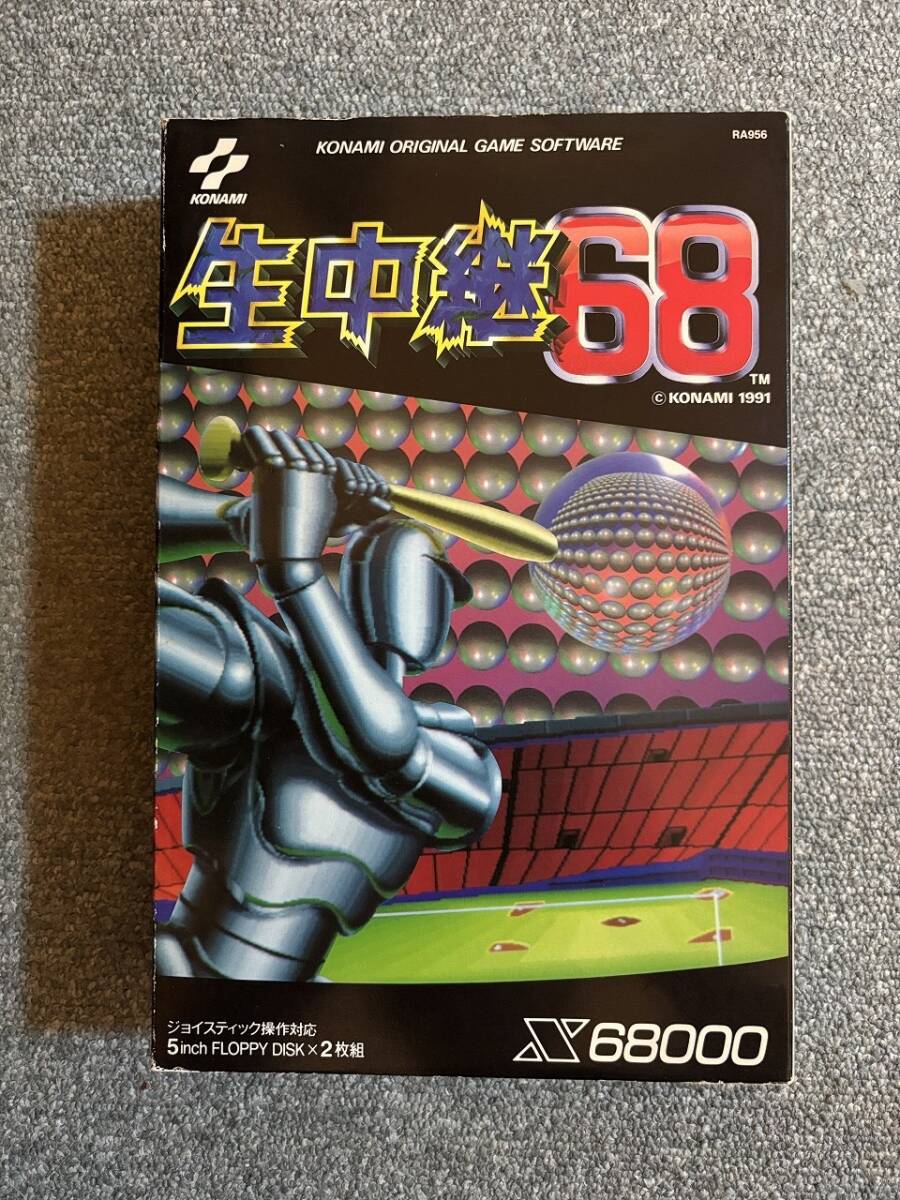 KONAMI ORIGINAL GAME SOFTWARE
RA956
KONAMI
生中継68
TM
© KONAMI 1991
ジョイスティック操作対応
5inch FLOPPY DISK×2枚組
X68000